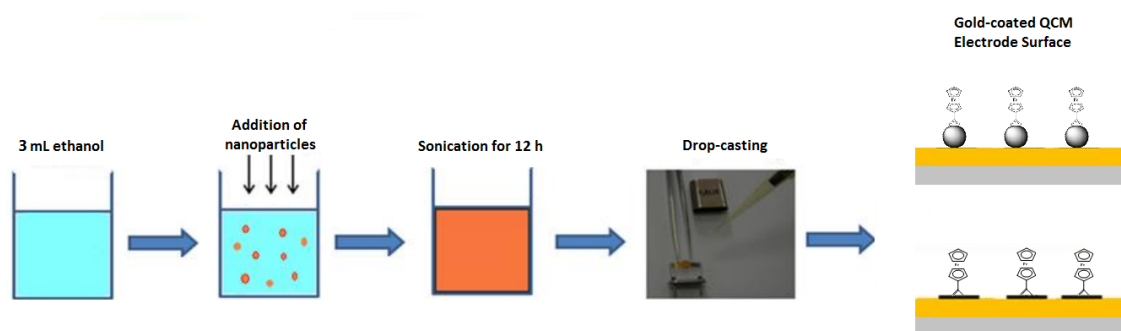 Gold-coated QCM
Electrode Surface
3 mL ethanol
Addition of
nanoparticles
Sonication for 12 h
Drop-casting